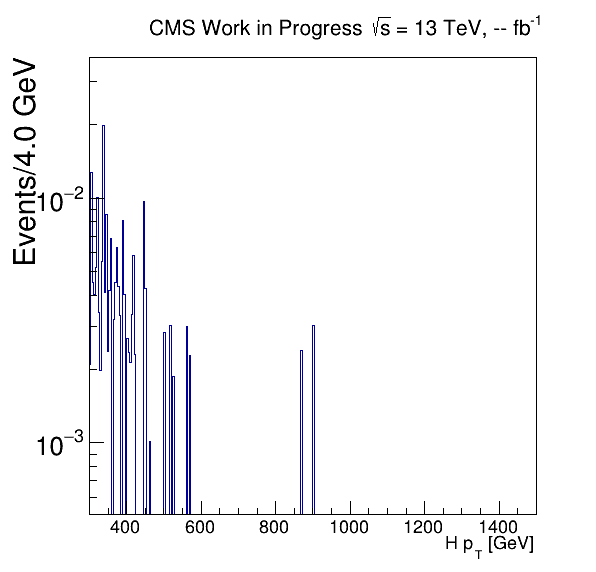 CMS Work in Progress √s = 13 TeV, -- fb⁻¹
Events/4.0 GeV
10⁻²
10⁻³
400 600 800 1000 1200 1400
H p_T [GeV]